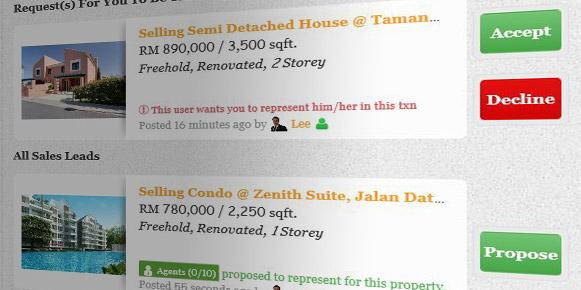 Request(s) For You To Be
Selling Semi Detached House @ Taman...
RM 890,000 / 3,500 sqft.
Freehold, Renovated, 2 Storey
This user wants you to represent him/her in this txn
Posted 16 minutes ago by Lee
Accept
Decline
All Sales Leads
Selling Condo @ Zenith Suite, Jalan Dat...
RM 780,000 / 2,250 sqft.
Freehold, Renovated, 1 Storey
Agents (0/10) proposed to represent for this property.
Posted 55 seconds ago by
Propose